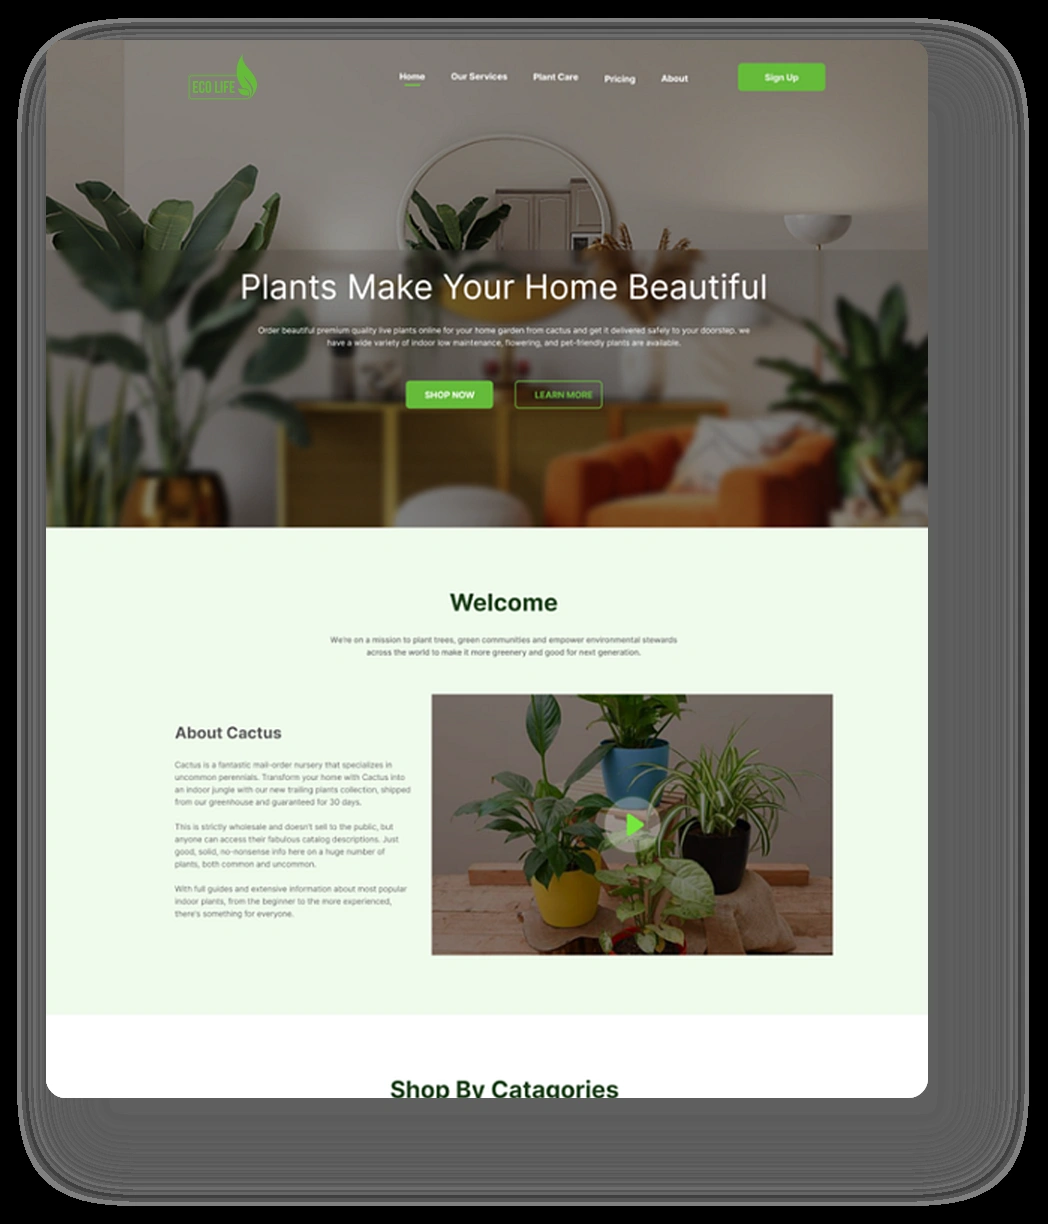 ECO LIFE
Home Our Services Plant Care Pricing About Sign Up
Plants Make Your Home Beautiful
Order beautiful premium quality live plants online for your home garden from cactus and get it delivered safely to your doorstep. we
have a wide variety of indoor low maintenance, flowering, and pet-friendly plants are available.
SHOP NOW LEARN MORE
Welcome
We're on a mission to plant trees, green communities and empower environmental stewards
across the world to make it more greenery and good for next generation.
About Cactus
Cactus is a fantastic mail-order nursery that specializes in
uncommon perennials. Transform your home with Cactus into
an indoor jungle with our new trailing plants collection, shipped
from our greenhouse and guaranteed for 30 days.
This is strictly wholesale and doesn't sell to the public, but
anyone can access their fabulous catalog descriptions. Just
good, solid, no-nonsense info here on a huge number of
plants, both common and uncommon.
With full guides and extensive information about most popular
indoor plants, from the beginner to the more experienced,
there's something for everyone.
Shop By Catagories